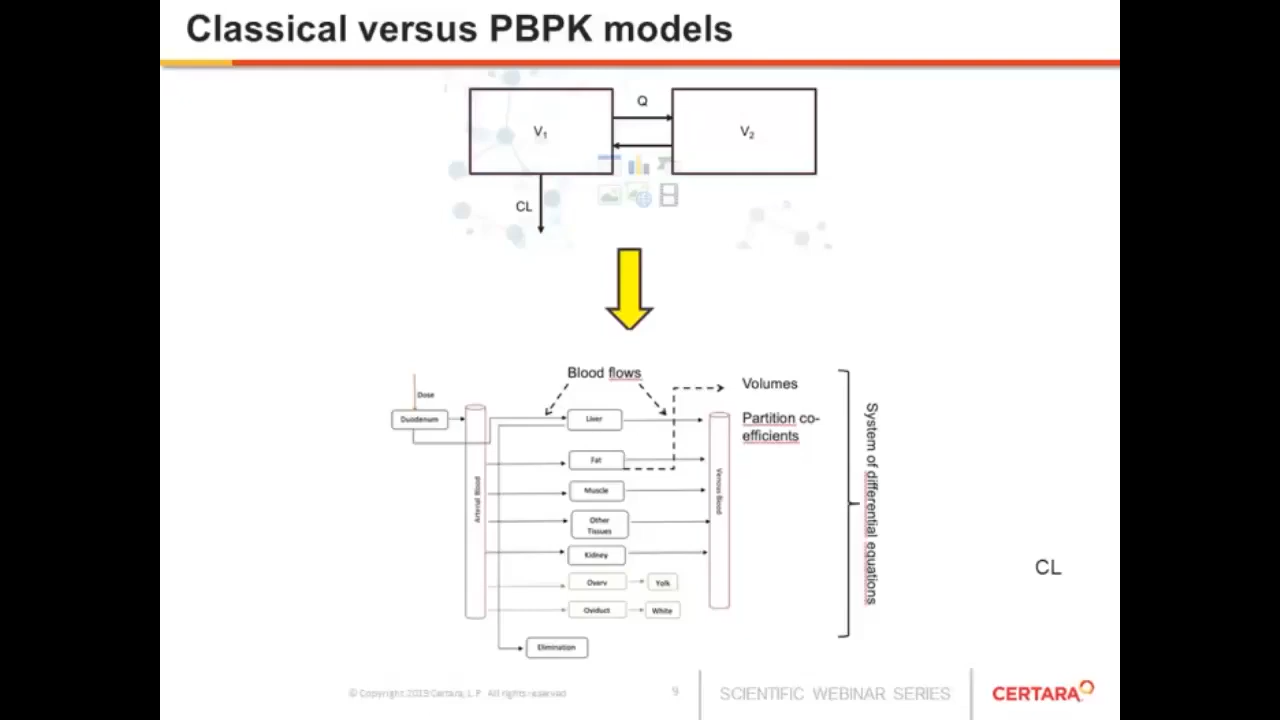 Classical versus PBPK models
Q
V1
V2
CL
Blood flows
Volumes
Dose
Duodenum
Liver
Partition co-
efficients
Fat
Muscle
Other
Tissues
Kidney
Ovary
Yolk
Oviduct
White
Elimination
Arterial Blood
Venous Blood
System of differential equations
CL
© Copyright 2013 Certara, L.P. All rights reserved
9
SCIENTIFIC WEBINAR SERIES
CERTARA